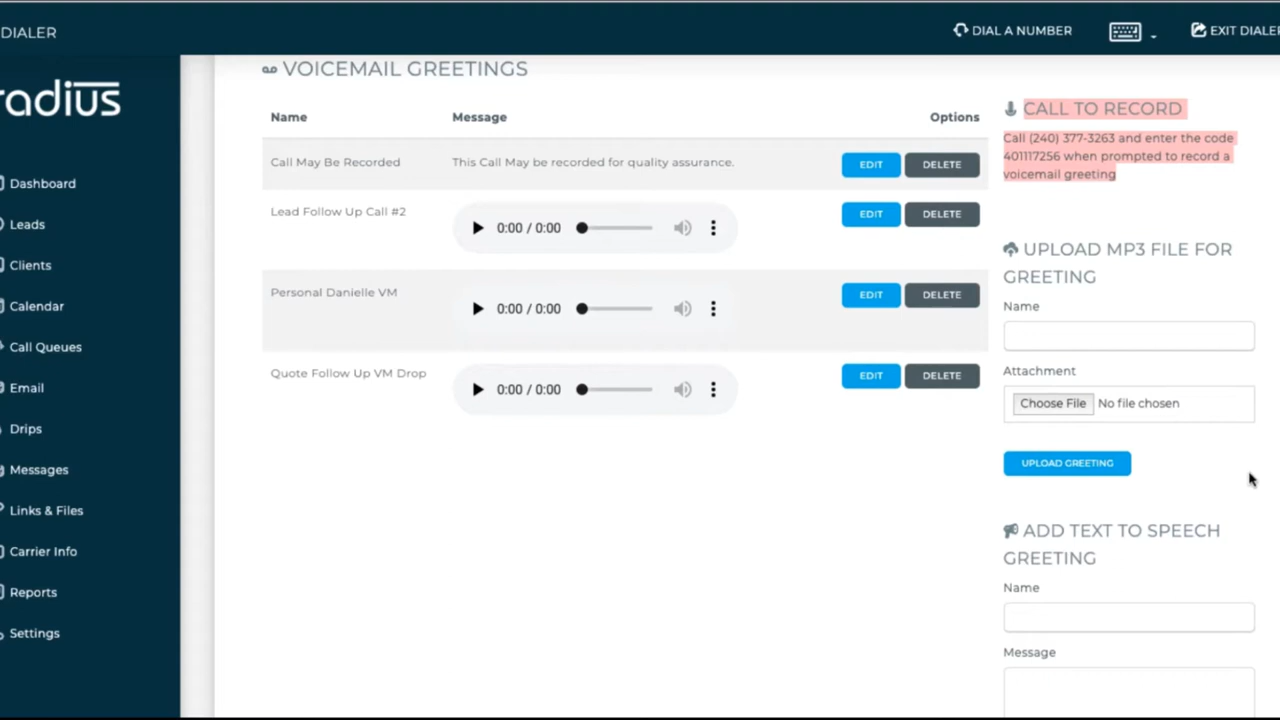 DIALER
DIAL A NUMBER
EXIT DIALER
radius
Dashboard
Leads
Clients
Calendar
Call Queues
Email
Drips
Messages
Links & Files
Carrier Info
Reports
Settings
VOICEMAIL GREETINGS
Name Message Options
Call May Be Recorded This Call May be recorded for quality assurance. EDIT DELETE
Lead Follow Up Call #2 0:00 / 0:00 EDIT DELETE
Personal Danielle VM 0:00 / 0:00 EDIT DELETE
Quote Follow Up VM Drop 0:00 / 0:00 EDIT DELETE
CALL TO RECORD
Call (240) 377-3263 and enter the code
401117256 when prompted to record a
voicemail greeting
UPLOAD MP3 FILE FOR
GREETING
Name
Attachment
Choose File No file chosen
UPLOAD GREETING
ADD TEXT TO SPEECH
GREETING
Name
Message